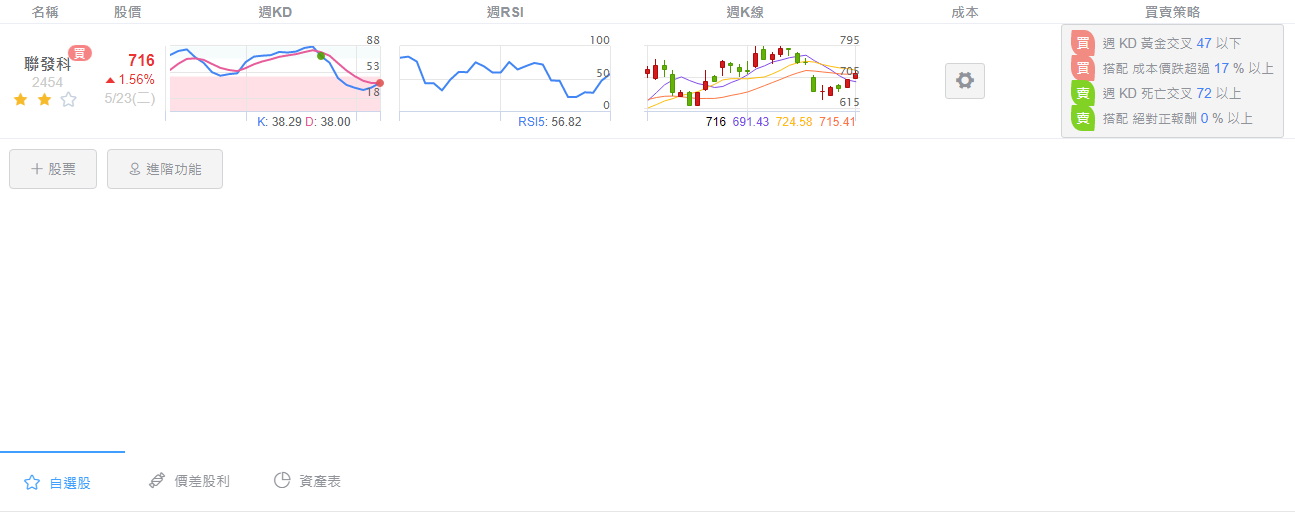 名稱 股價 週KD 週RSI 週K線 成本 買賣策略
聯發科 買
2454
716
▲ 1.56%
5/23(二)
88
53
18
K: 38.29 D: 38.00
100
50
0
RSI5: 56.82
795
705
615
716 691.43 724.58 715.41
買 週 KD 黃金交叉 47 以下
買 搭配 成本價跌超過 17 % 以上
賣 週 KD 死亡交叉 72 以上
賣 搭配 絕對正報酬 0 % 以上
+ 股票 進階功能
自選股 價差股利 資產表